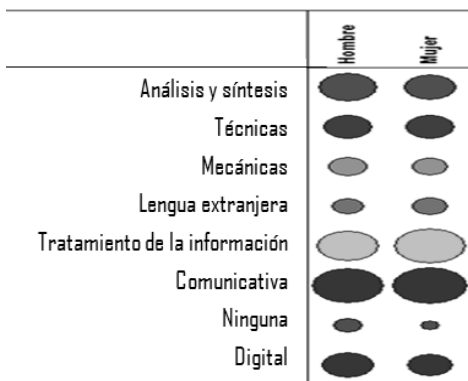 Hombre
Mujer
Análisis y síntesis
Técnicas
Mecánicas
Lengua extranjera
Tratamiento de la información
Comunicativa
Ninguna
Digital